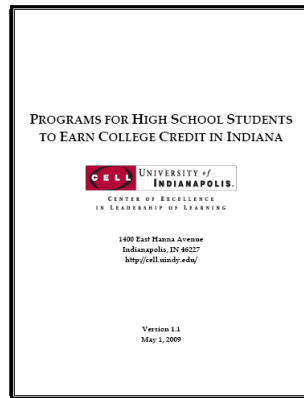 PROGRAMS FOR HIGH SCHOOL STUDENTS
TO EARN COLLEGE CREDIT IN INDIANA
CELL UNIVERSITY of
INDIANAPOLIS.
CENTER OF EXCELLENCE
IN LEADERSHIP OF LEARNING
1400 East Hanna Avenue
Indianapolis, IN 46227
http://cell.uindy.edu/
Version 1.1
May 1, 2009